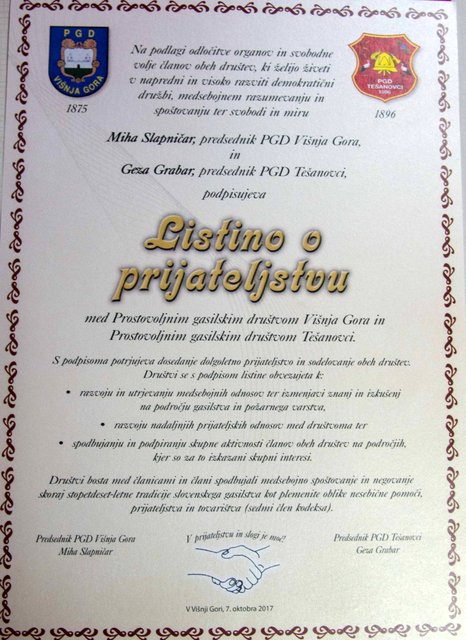 PGD
VIŠNJA GORA
1875
PGD
TEŠANOVCI
1896
1896
Na podlagi odločitve organov in svobodne
volje članov obeh društev, ki želijo živeti
v napredni in visoko razviti demokratični
družbi, medsebojnem razumevanju in
spoštovanju ter svobodi in miru
Miha Slapničar, predsednik PGD Višnja Gora,
in
Geza Grabar, predsednik PGD Tešanovci,
podpisujeva
Listino o
prijateljstvu
med Prostovoljnim gasilskim društvom Višnja Gora in
Prostovoljnim gasilskim društvom Tešanovci.
S podpisoma potrjujeva dosedanje dolgoletno prijateljstvo in sodelovanje obeh društev.
Društvi se s podpisom listine obvezujeta k:
• razvoju in utrjevanju medsebojnih odnosov ter izmenjavi znanj in izkušenj
na področju gasilstva in požarnega varstva,
• razvoju nadaljnih prijateljskih odnosov med društvoma ter
• spodbujanju in podpiranju skupne aktivnosti članov obeh društev na področjih,
kjer so za to izkazani skupni interesi.
Društvi bosta med članicami in člani spodbujali medsebojno spoštovanje in negovanje
skoraj stopetdeset-letne tradicije slovenskega gasilstva kot plemenite oblike nesebične pomoči,
prijateljstva in tovarištva (sedmi člen kodeksa).
Predsednik PGD Višnja Gora
Miha Slapničar
V prijateljstvu in slogi je moč!
Predsednik PGD Tešanovci
Geza Grabar
V Višnji Gori, 7. oktobra 2017